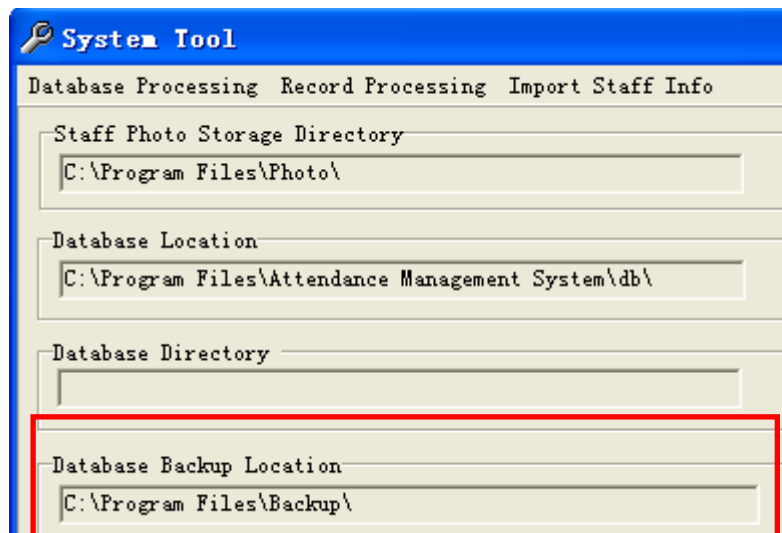 System Tool
Database Processing Record Processing Import Staff Info
Staff Photo Storage Directory
C:\Program Files\Photo\
Database Location
C:\Program Files\Attendance Management System\db\
Database Directory
Database Backup Location
C:\Program Files\Backup\